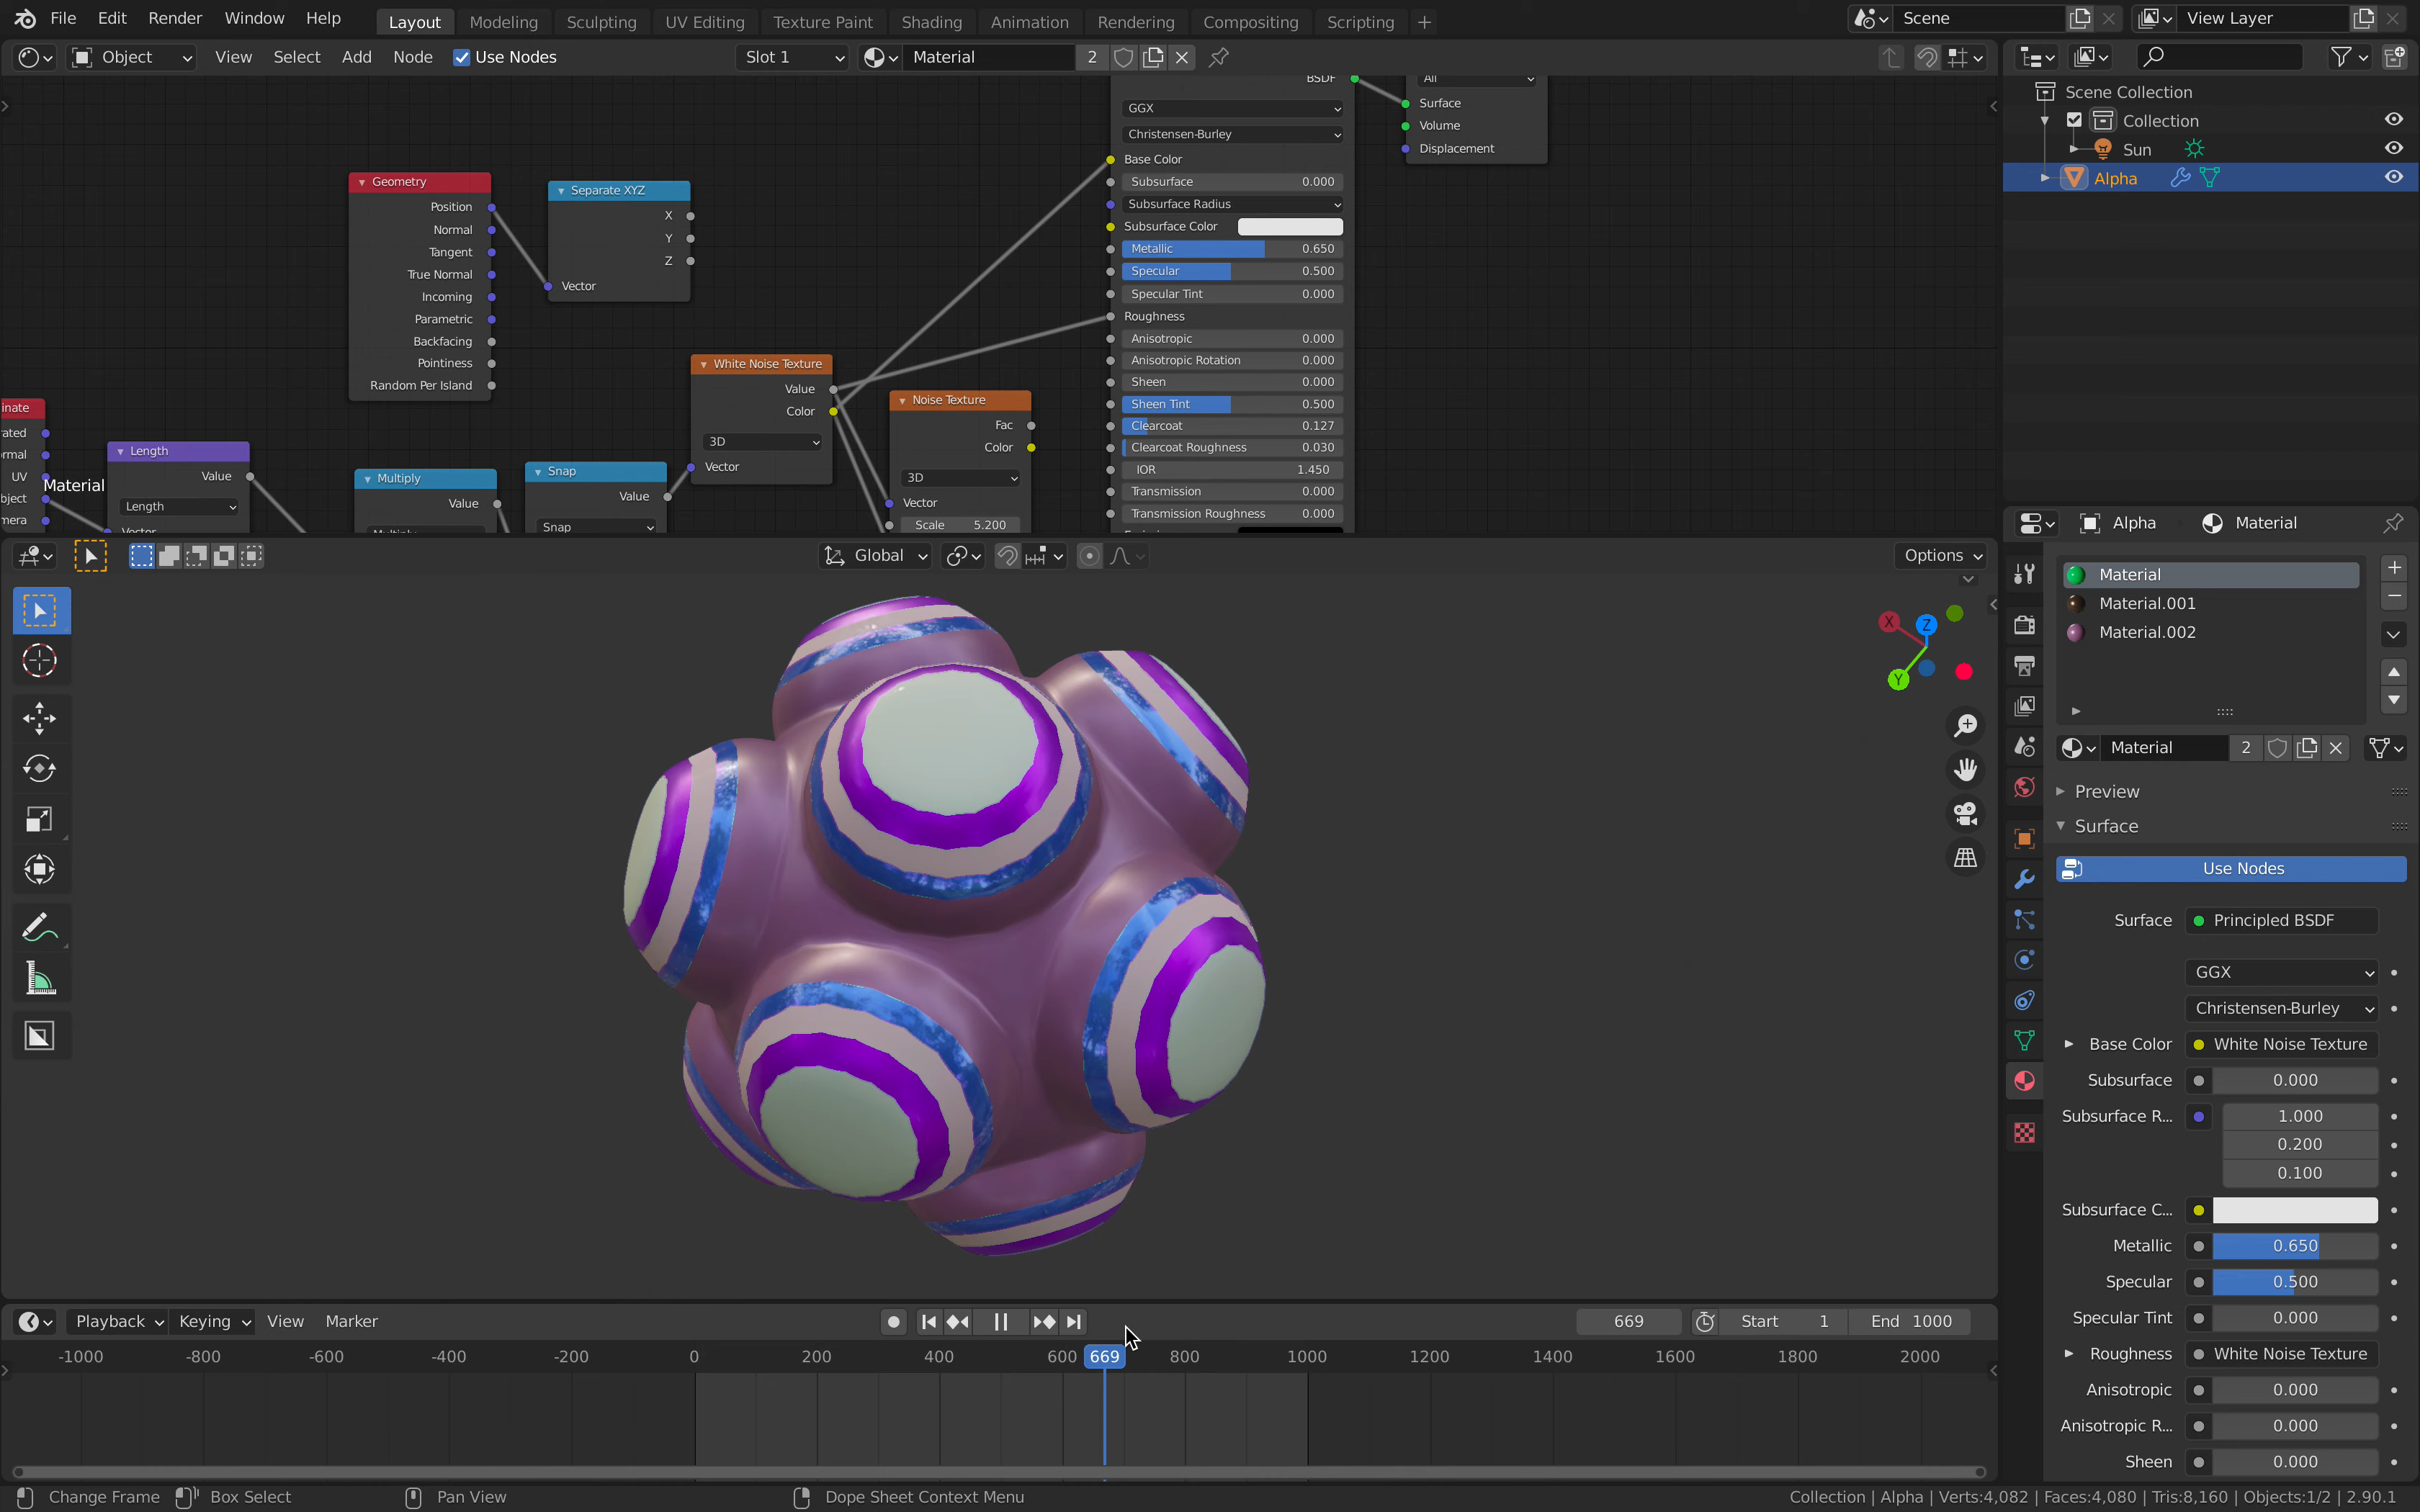 File Edit Render Window Help Layout Modeling Sculpting UV Editing Texture Paint Shading Animation Rendering Compositing Scripting + Scene View Layer
Object View Select Add Node Use Nodes Slot 1 Material 2
BSDF
GGX
Christensen-Burley
Base Color
Subsurface 0.000
Subsurface Radius
Subsurface Color
Metallic 0.650
Specular 0.500
Specular Tint 0.000
Roughness
Anisotropic 0.000
Anisotropic Rotation 0.000
Sheen 0.000
Sheen Tint 0.500
Clearcoat 0.127
Clearcoat Roughness 0.030
IOR 1.450
Transmission 0.000
Transmission Roughness 0.000
All
Surface
Volume
Displacement
Geometry
Position
Normal
Tangent
True Normal
Incoming
Parametric
Backfacing
Pointiness
Random Per Island
Separate XYZ
X
Y
Z
Vector
White Noise Texture
Value
Color
3D
Vector
Noise Texture
Fac
Color
3D
Vector
Scale 5.200
inate
rated
ormal
UV
bject
mera
Material
Length
Value
Length
Vector
Multiply
Value
Multiply
Snap
Value
Snap
Scene Collection
Collection
Sun
Alpha
Global Options
X
Z
Y
Alpha Material
Material
Material.001
Material.002
Material 2
Preview
Surface
Use Nodes
Surface Principled BSDF
GGX
Christensen-Burley
Base Color White Noise Texture
Subsurface 0.000
Subsurface R... 1.000
0.200
0.100
Subsurface C...
Metallic 0.650
Specular 0.500
Specular Tint 0.000
Roughness White Noise Texture
Anisotropic 0.000
Anisotropic R... 0.000
Sheen 0.000
Playback Keying View Marker 669 Start 1 End 1000
-1000 -800 -600 -400 -200 0 200 400 600 669 800 1000 1200 1400 1600 1800 2000
Change Frame Box Select Pan View Dope Sheet Context Menu Collection | Alpha | Verts:4,082 | Faces:4,080 | Tris:8,160 | Objects:1/2 | 2.90.1